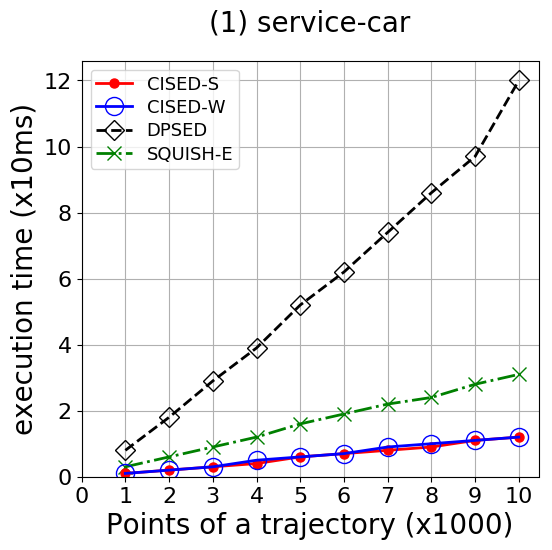 (1) service-car
CISED-S
CISED-W
DPSED
SQUISH-E
execution time (x10ms)
12
10
8
6
4
2
0
0 1 2 3 4 5 6 7 8 9 10
Points of a trajectory (x1000)